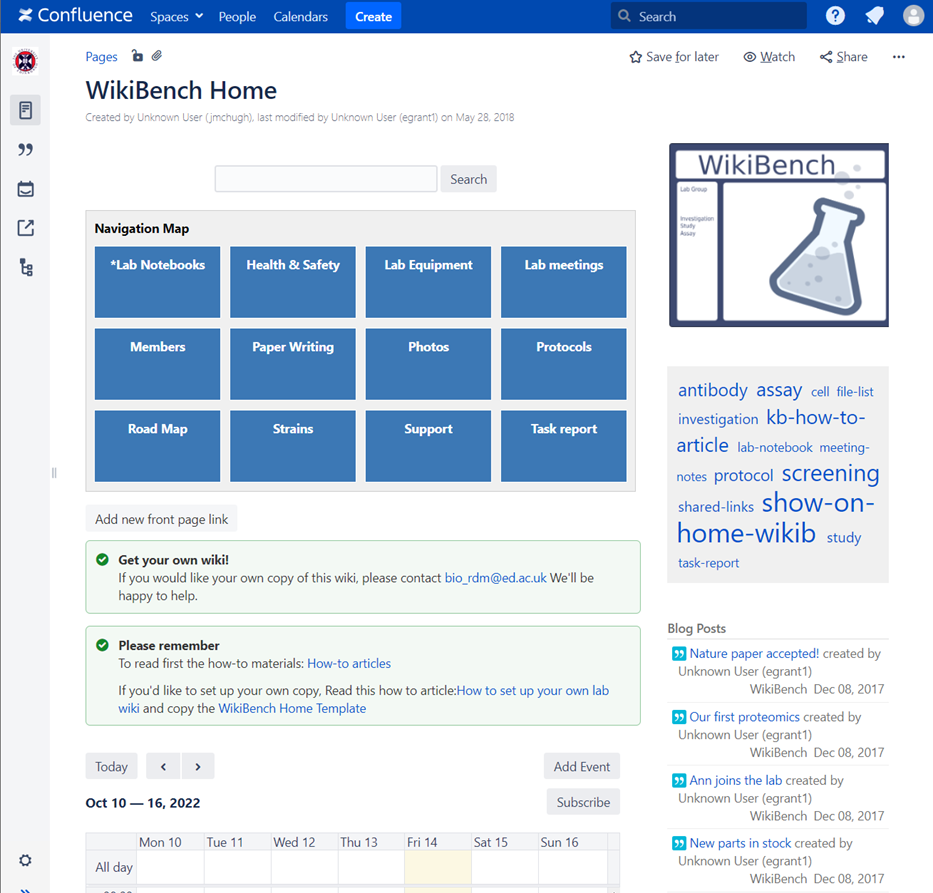 Confluence Spaces People Calendars Create Search
Pages
Save for later Watch Share
WikiBench Home
Created by Unknown User (jmchugh), last modified by Unknown User (egrant1) on May 28, 2018
Search
WikiBench
Lab Group
Investigation
Study
Assay
Navigation Map
*Lab Notebooks Health & Safety Lab Equipment Lab meetings
Members Paper Writing Photos Protocols
Road Map Strains Support Task report
Add new front page link
Get your own wiki!
If you would like your own copy of this wiki, please contact bio_rdm@ed.ac.uk We'll be
happy to help.
Please remember
To read first the how-to materials: How-to articles
If you'd like to set up your own copy, Read this how to article:How to set up your own lab
wiki and copy the WikiBench Home Template
Today Add Event
Oct 10 — 16, 2022 Subscribe
Mon 10 Tue 11 Wed 12 Thu 13 Fri 14 Sat 15 Sun 16
All day
antibody assay cell file-list
investigation kb-how-to-
article lab-notebook meeting-
notes protocol screening
shared-links show-on-
home-wikib study
task-report
Blog Posts
Nature paper accepted! created by
Unknown User (egrant1)
WikiBench Dec 08, 2017
Our first proteomics created by
Unknown User (egrant1)
WikiBench Dec 08, 2017
Ann joins the lab created by
Unknown User (egrant1)
WikiBench Dec 08, 2017
New parts in stock created by
Unknown User (egrant1)
WikiBench Dec 08, 2017